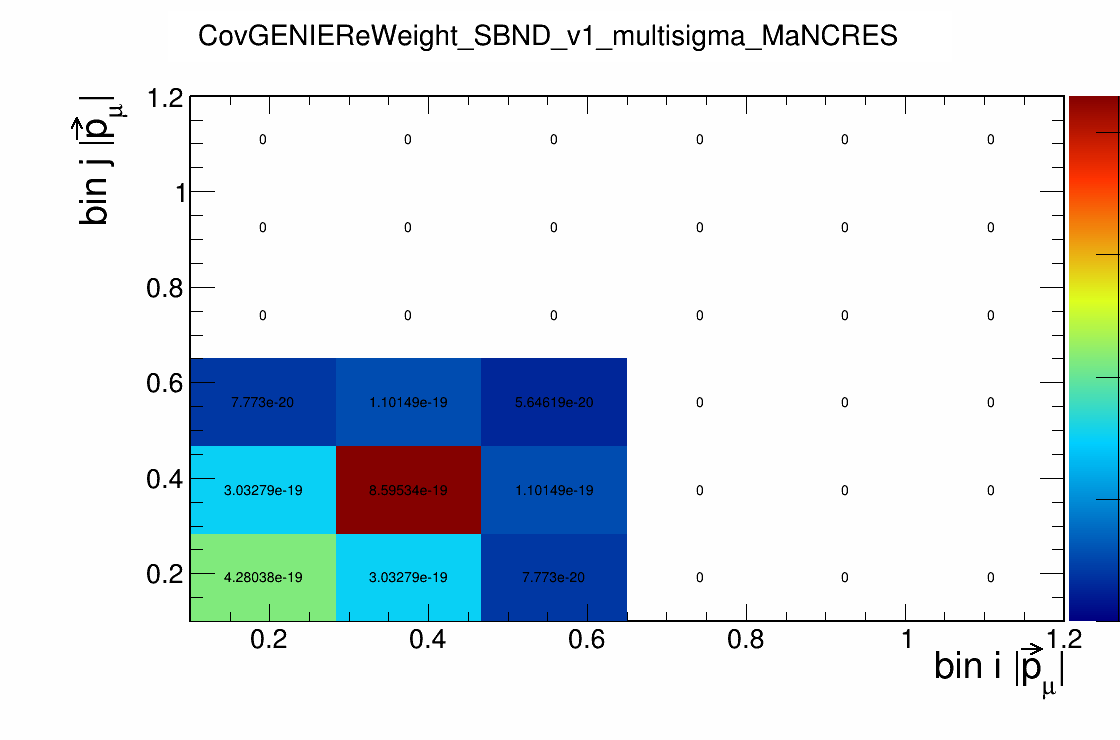 CovGENIEReWeight_SBND_v1_multisigma_MaNCRES
bin j |p⃗μ|
1.2
1
0.8
0.6
0.4
0.2
0 0 0 0 0 0
0 0 0 0 0 0
0 0 0 0 0 0
7.773e-20 1.10149e-19 5.64619e-20 0 0 0
3.03279e-19 8.59534e-19 1.10149e-19 0 0 0
4.28038e-19 3.03279e-19 7.773e-20 0 0 0
0.2 0.4 0.6 0.8 1 1.2
bin i |p⃗μ|